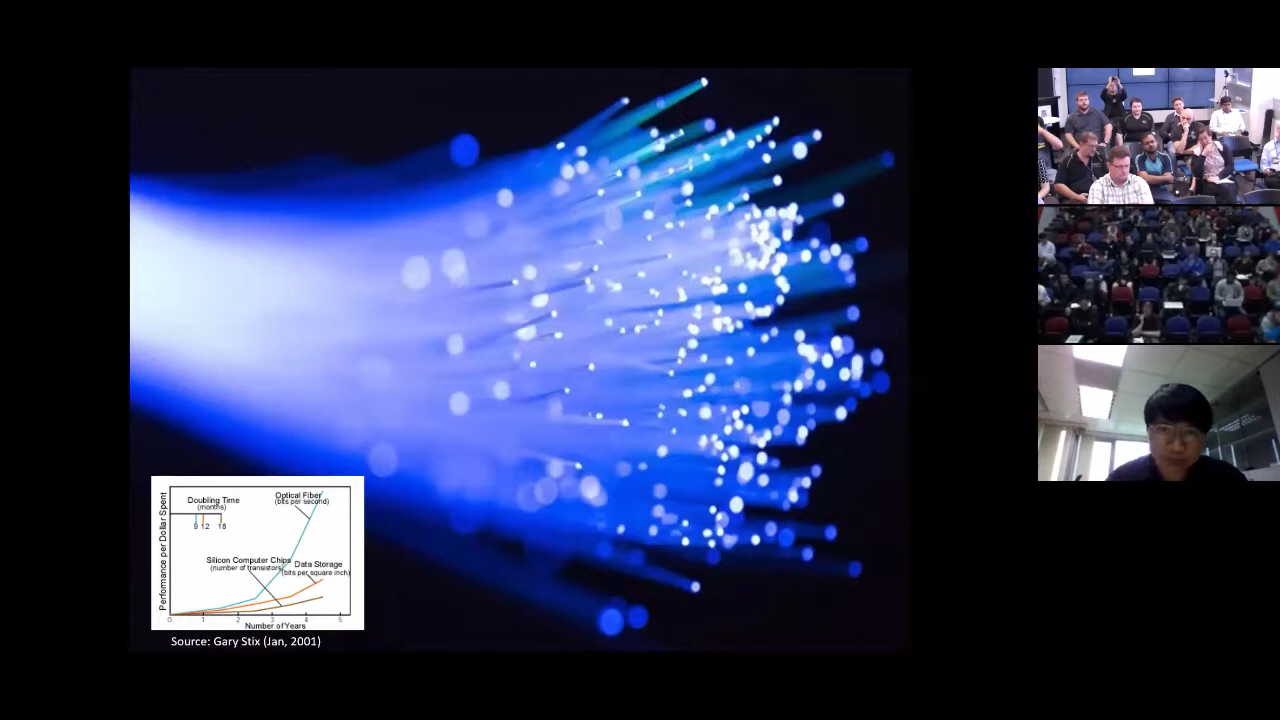 Performance per Dollar Spent
Doubling Time
(months)
9 12 18
Optical Fiber
(bits per second)
Silicon Computer Chips
(number of transistors)
Data Storage
(bits per square inch)
0 1 2 3 4 5
Number of Years
Source: Gary Stix (Jan, 2001)